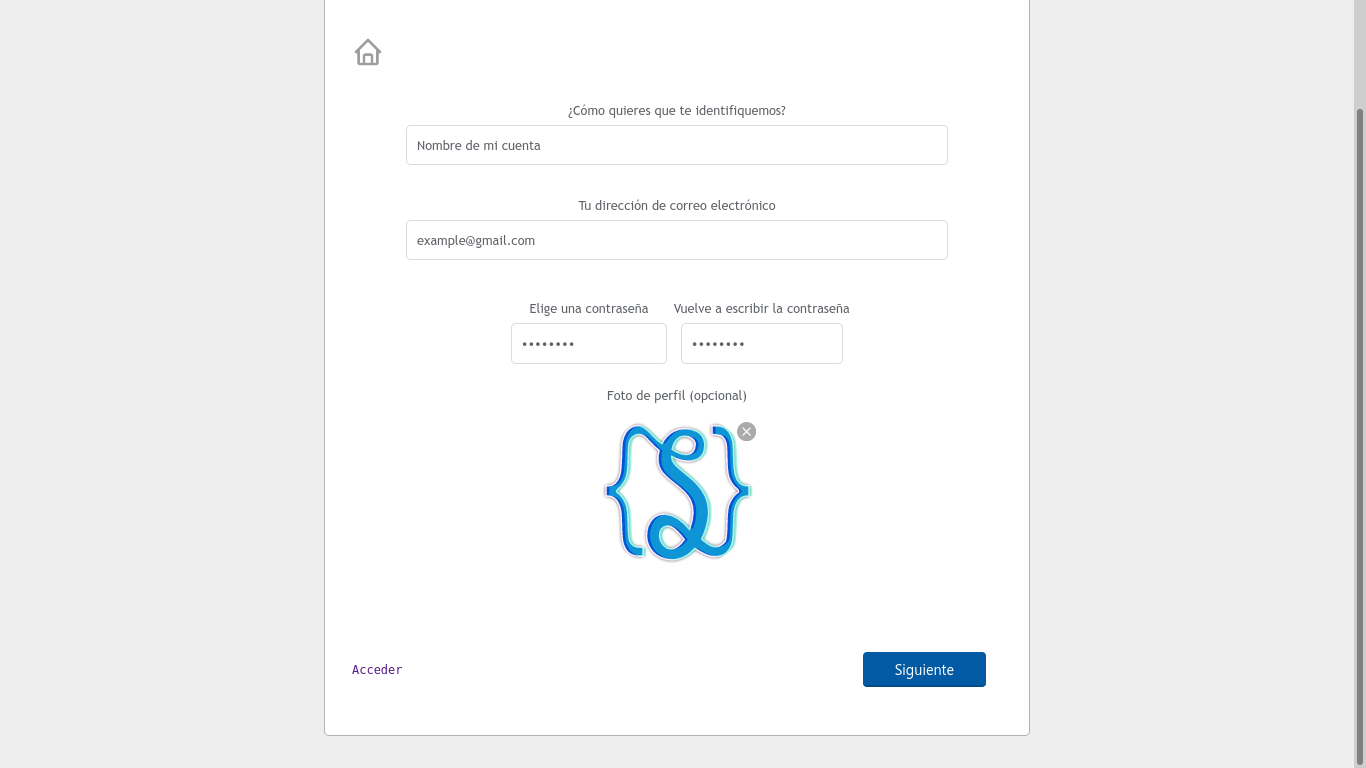 ¿Cómo quieres que te identifiquemos?
Nombre de mi cuenta
Tu dirección de correo electrónico
example@gmail.com
Elige una contraseña
Vuelve a escribir la contraseña
••••••••
••••••••
Foto de perfil (opcional)
Acceder
Siguiente